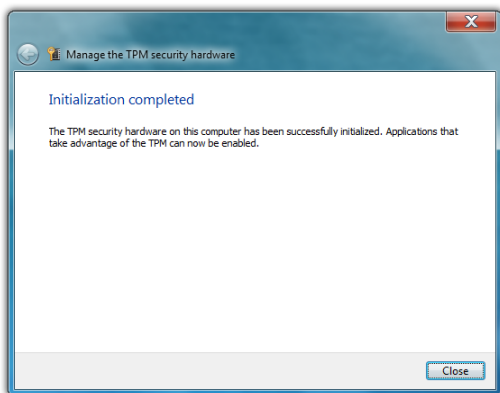 Manage the TPM security hardware
Initialization completed
The TPM security hardware on this computer has been successfully initialized. Applications that
take advantage of the TPM can now be enabled.
Close